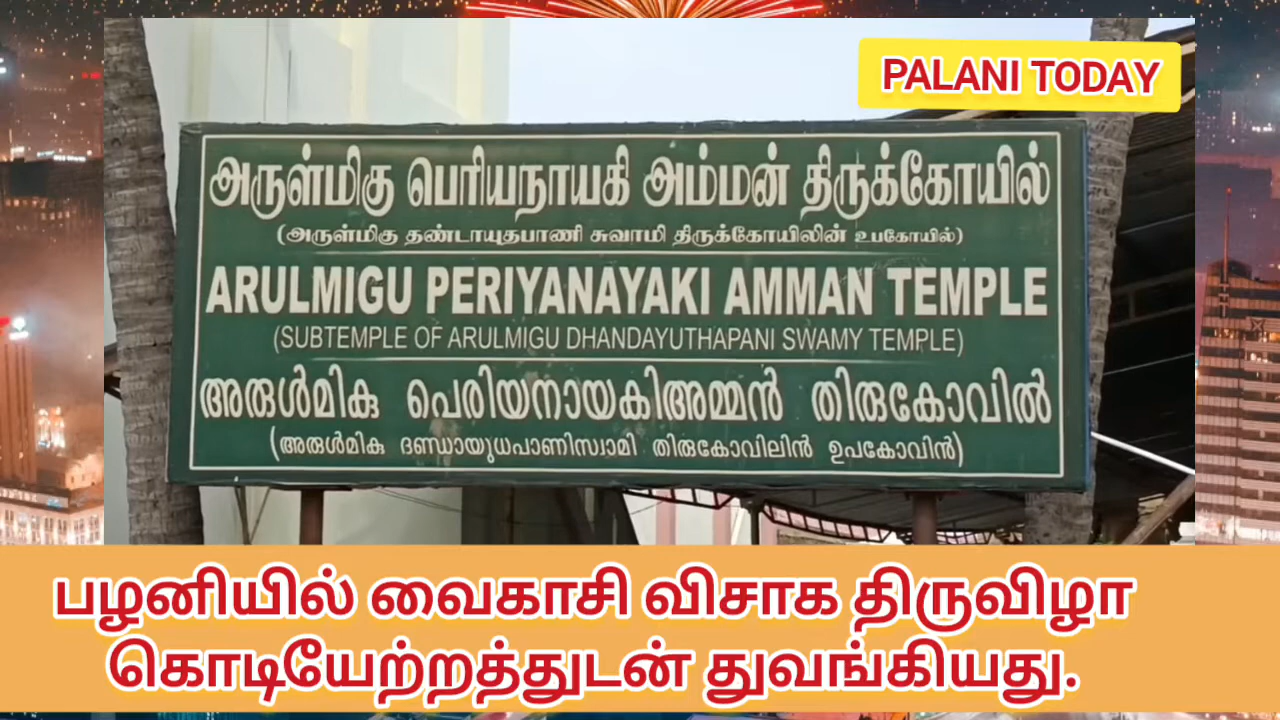 PALANI TODAY
அருள்மிகு பெரியநாயகி அம்மன் திருக்கோயில்
(அருள்மிகு தண்டாயுதபாணி சுவாமி திருக்கோயிலின் உபகோயில்)
ARULMIGU PERIYANAYAKI AMMAN TEMPLE
(SUBTEMPLE OF ARULMIGU DHANDAYUTHAPANI SWAMY TEMPLE)
അരുൾമികു പെരിയനായകിഅമ്മൻ തിരുകോവിൽ
(അരുൾമികു ദണ്ഡായുധപാണിസ്വാമി തിരുകോവിലിൻ ഉപകോവിൻ)
பழனியில் வைகாசி விசாக திருவிழா
கொடியேற்றத்துடன் துவங்கியது.